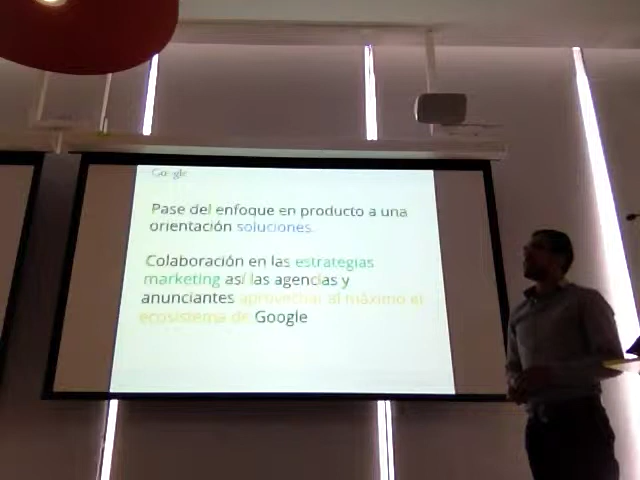 Google
Pase del enfoque en producto a una
orientación soluciones.
Colaboración en las estrategias
marketing así las agencias y
anunciantes aprovechar al máximo el
ecosistema de Google